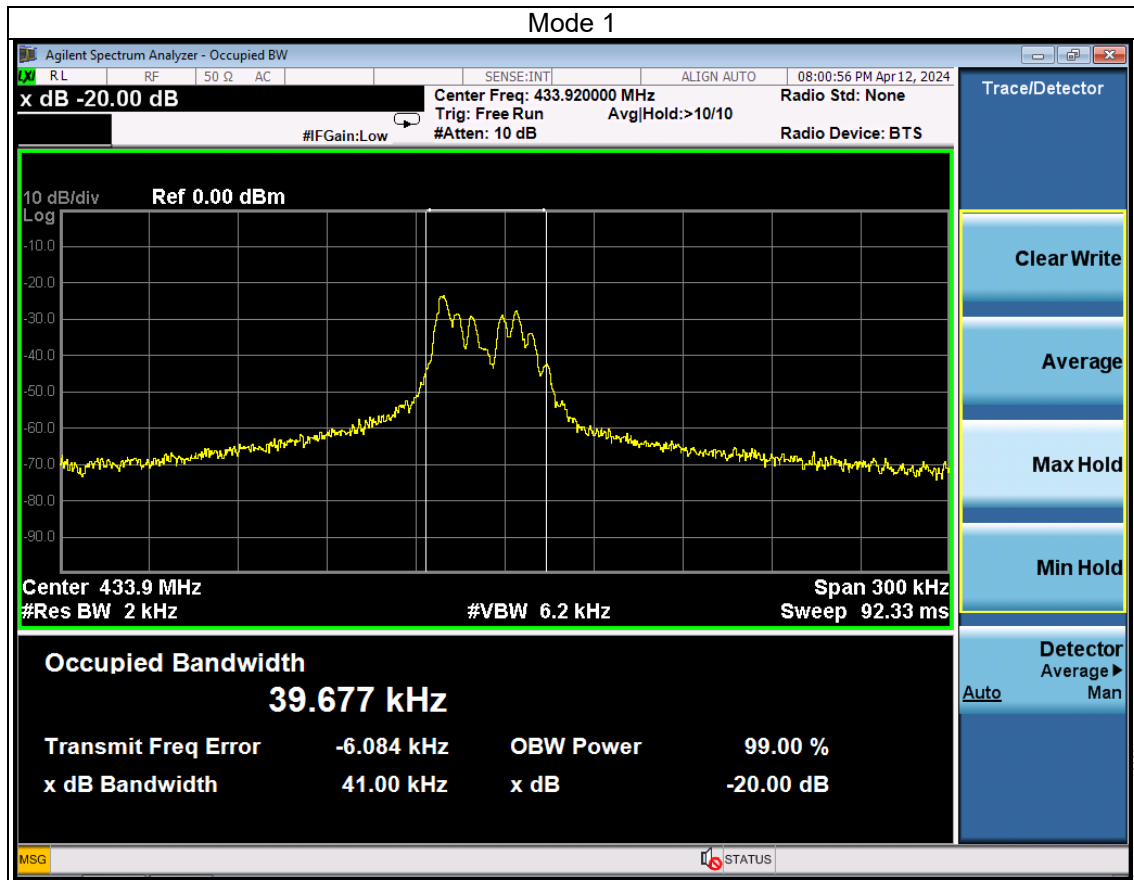 Mode 1
Agilent Spectrum Analyzer - Occupied BW
LXI RL RF 50 Ω AC SENSE:INT ALIGN AUTO 08:00:56 PM Apr 12, 2024
x dB -20.00 dB
Center Freq: 433.920000 MHz
Radio Std: None
Trig: Free Run Avg|Hold:>10/10
#IFGain:Low #Atten: 10 dB Radio Device: BTS
10 dB/div Ref 0.00 dBm
Log
-10.0
-20.0
-30.0
-40.0
-50.0
-60.0
-70.0
-80.0
-90.0
Center 433.9 MHz Span 300 kHz
#Res BW 2 kHz #VBW 6.2 kHz Sweep 92.33 ms
Occupied Bandwidth
39.677 kHz
Transmit Freq Error -6.084 kHz OBW Power 99.00 %
x dB Bandwidth 41.00 kHz x dB -20.00 dB
Trace/Detector
Clear Write
Average
Max Hold
Min Hold
Detector
Average▶
Auto Man
MSG STATUS